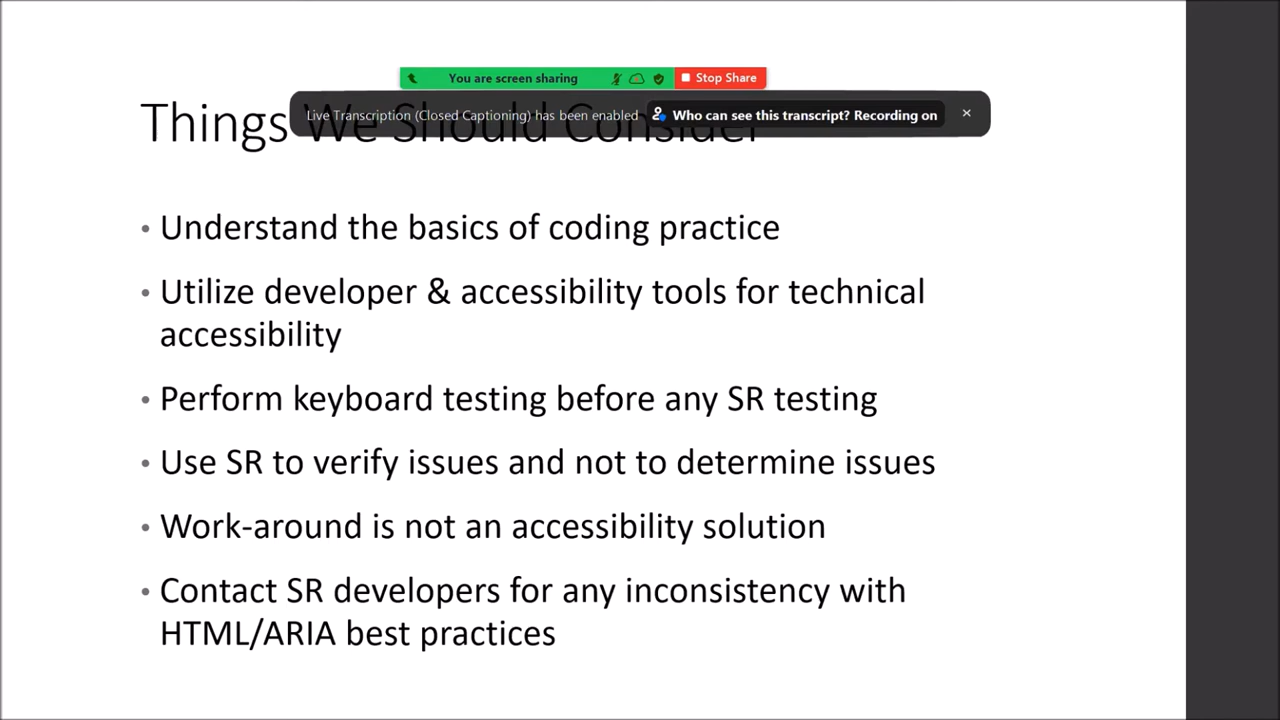 You are screen sharing
Stop Share
Live Transcription (Closed Captioning) has been enabled
Who can see this transcript? Recording on
Things We Should Consider
• Understand the basics of coding practice
• Utilize developer & accessibility tools for technical
accessibility
• Perform keyboard testing before any SR testing
• Use SR to verify issues and not to determine issues
• Work-around is not an accessibility solution
• Contact SR developers for any inconsistency with
HTML/ARIA best practices